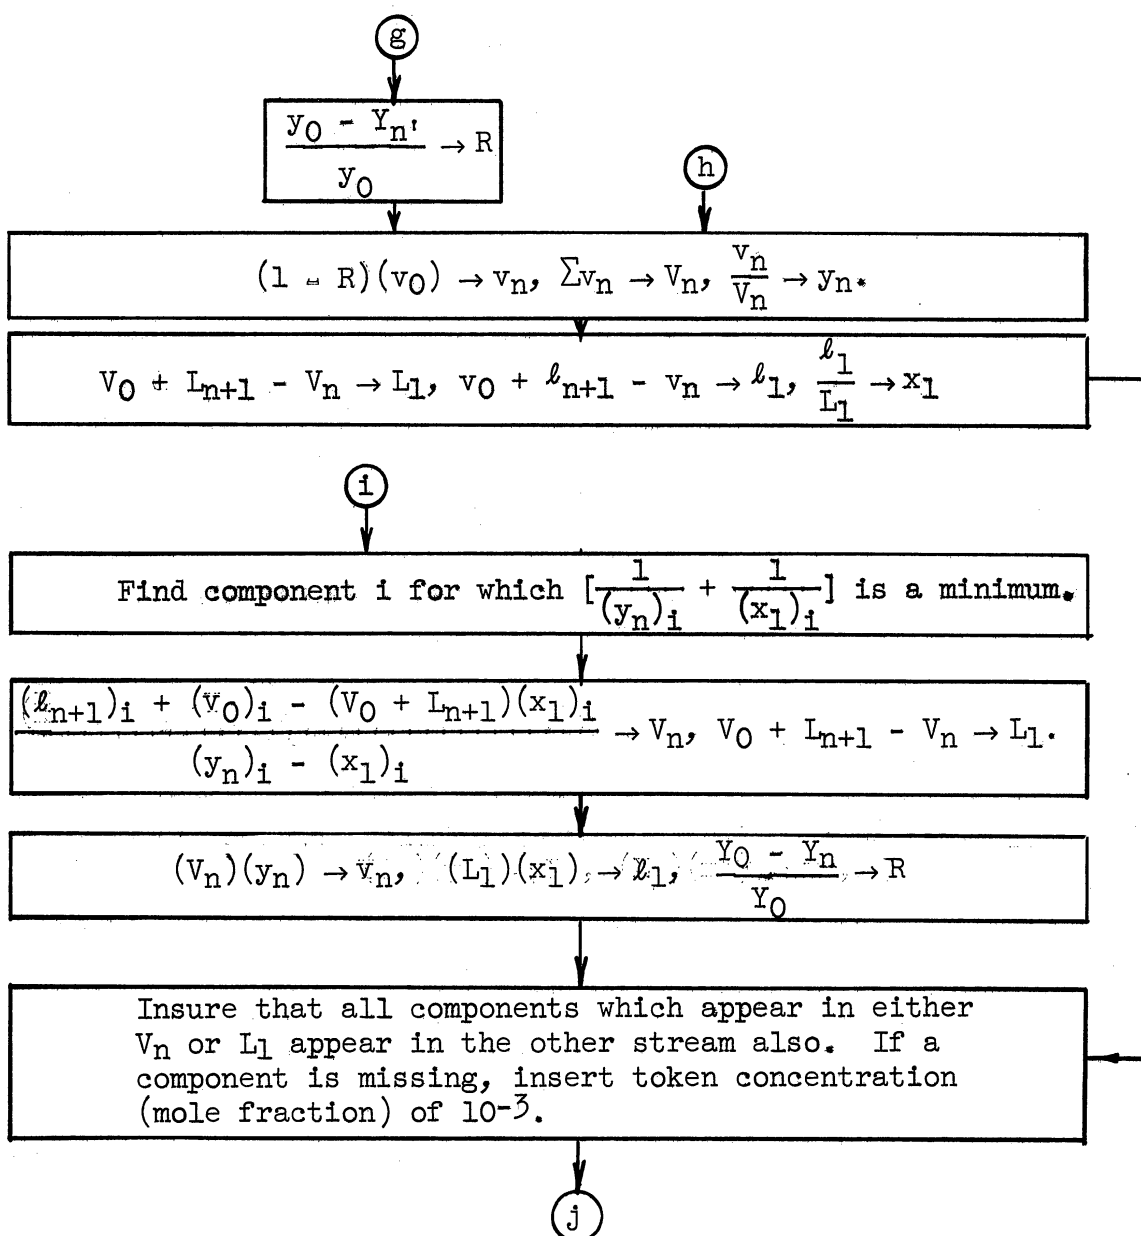 g
(y₀ - Yₙ')/y₀ → R
h
(1 - R)(v₀) → vₙ, Σvₙ → Vₙ, vₙ/Vₙ → yₙ.
V₀ + Lₙ₊₁ - Vₙ → L₁, v₀ + ℓₙ₊₁ - vₙ → ℓ₁, ℓ₁/L₁ → x₁
i
Find component i for which [1/(yₙ)ᵢ + 1/(x₁)ᵢ] is a minimum.
((ℓₙ₊₁)ᵢ + (v₀)ᵢ - (V₀ + Lₙ₊₁)(x₁)ᵢ)/((yₙ)ᵢ - (x₁)ᵢ) → Vₙ, V₀ + Lₙ₊₁ - Vₙ → L₁.
(Vₙ)(yₙ) → vₙ, (L₁)(x₁) → ℓ₁, (Y₀ - Yₙ)/Y₀ → R
Insure that all components which appear in either
Vₙ or L₁ appear in the other stream also. If a
component is missing, insert token concentration
(mole fraction) of 10⁻³.
j